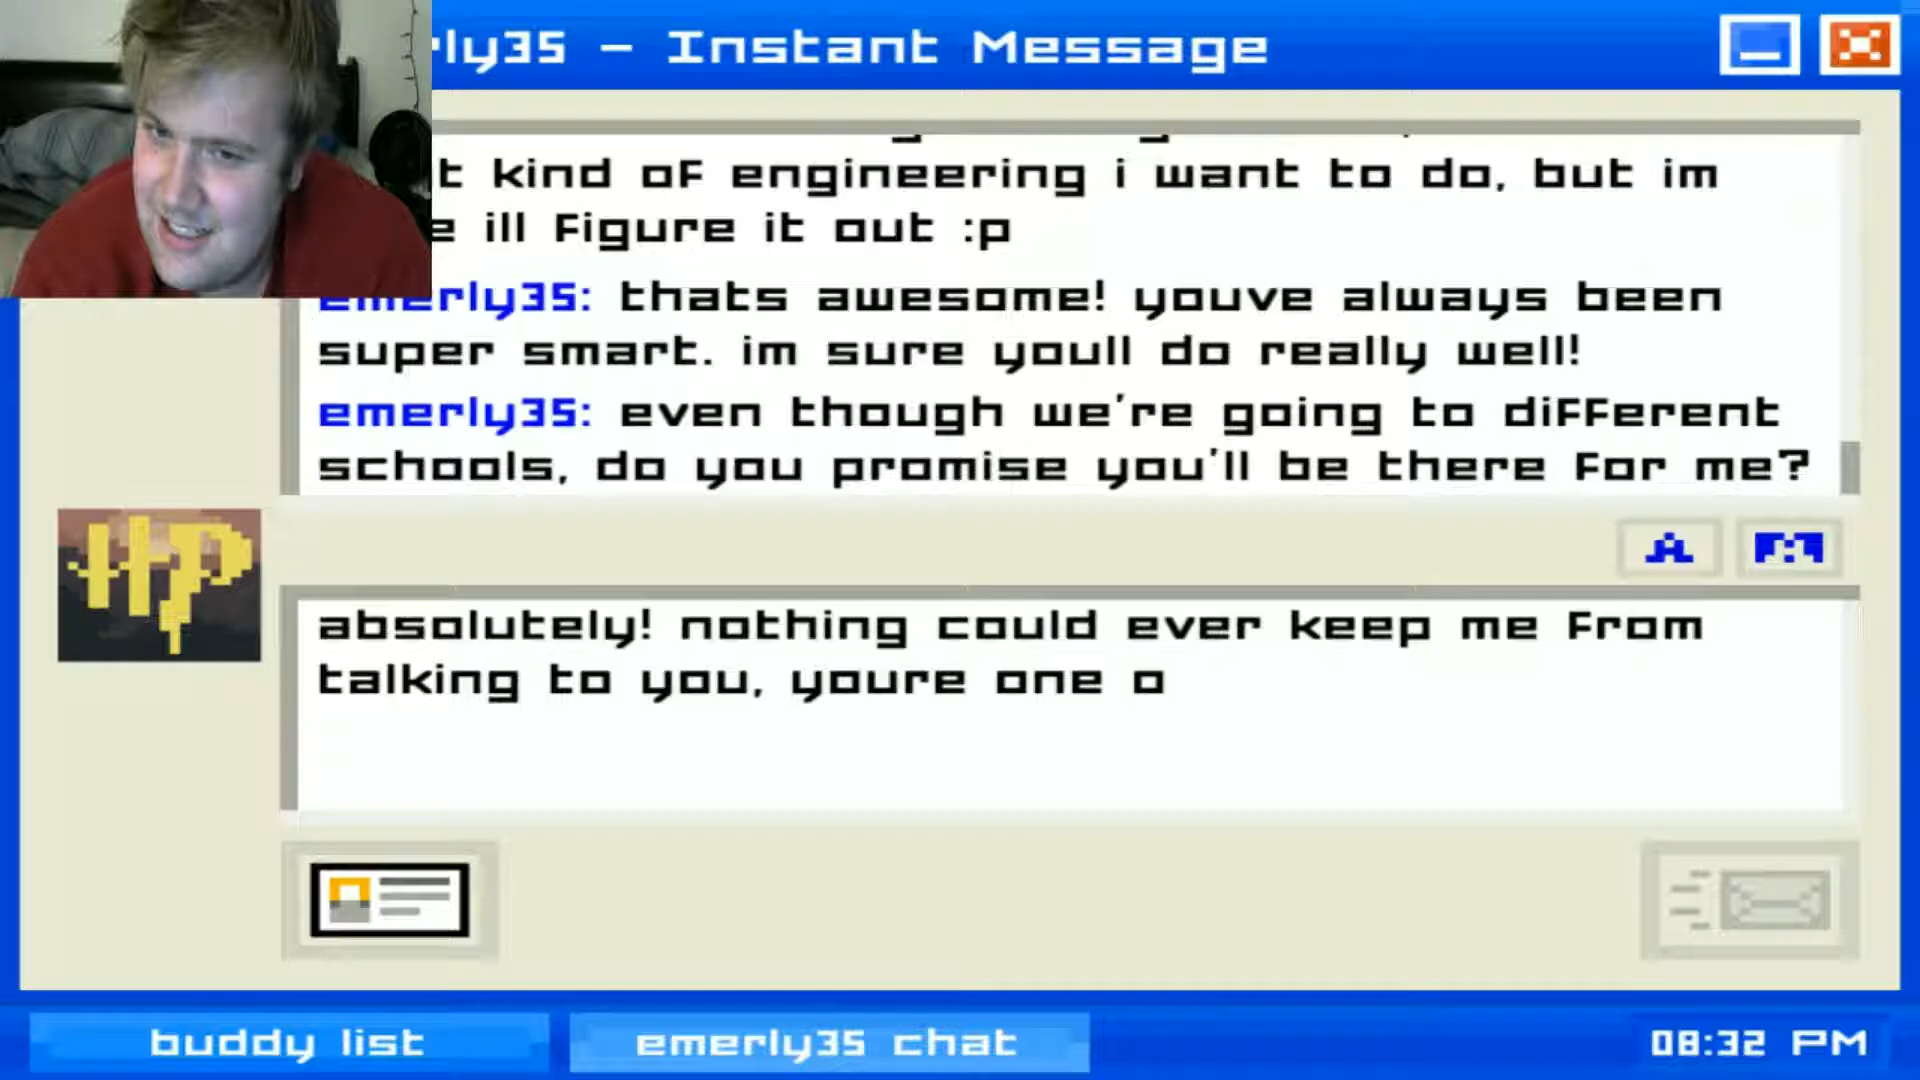 rly35 - Instant Message
t kind of engineering i want to do, but im
e ill figure it out :p
emerly35: thats awesome! youve always been
super smart. im sure youll do really well!
emerly35: even though we're going to different
schools, do you promise you'll be there for me?
HP
A
absolutely! nothing could ever keep me from
talking to you, youre one o
buddy list
emerly35 chat
08:32 PM